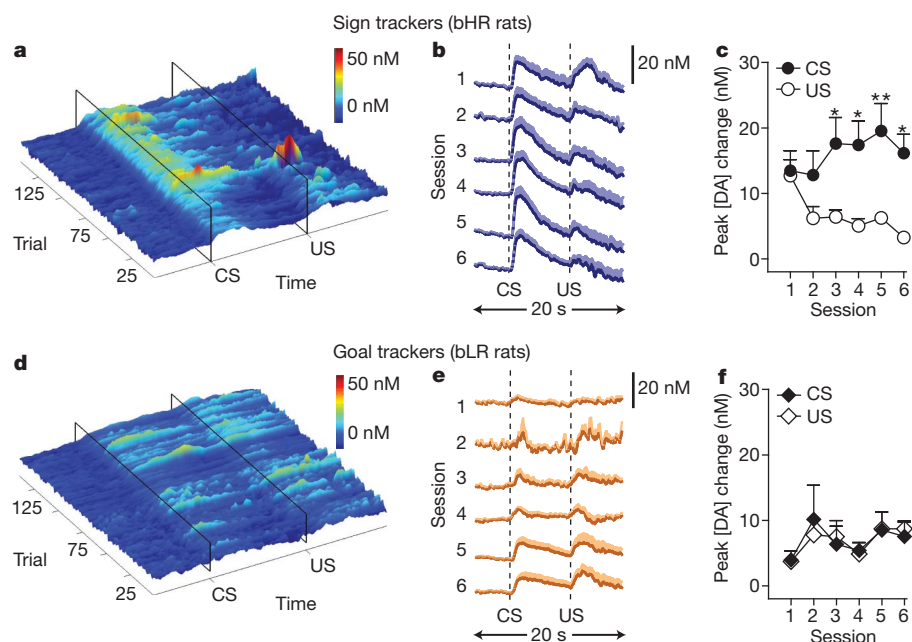 Sign trackers (bHR rats)
a
50 nM
0 nM
125
75
25
Trial
CS
US
Time
b
20 nM
Session
1
2
3
4
5
6
CS
US
20 s
c
CS
US
Peak [DA] change (nM)
30
20
10
0
*
*
**
*
1 2 3 4 5 6
Session
Goal trackers (bLR rats)
d
50 nM
0 nM
125
75
25
Trial
CS
US
Time
e
20 nM
Session
1
2
3
4
5
6
CS
US
20 s
f
CS
US
Peak [DA] change (nM)
30
20
10
0
1 2 3 4 5 6
Session